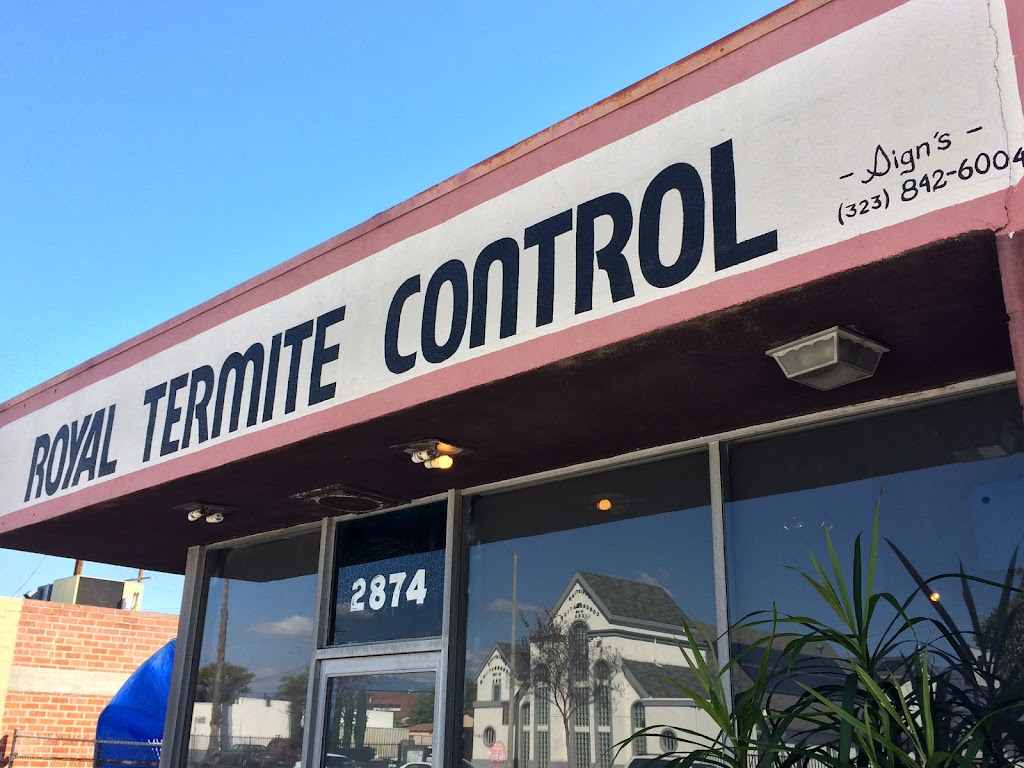 ROYAL TERMITE CONTROL
- Sign's -
(323) 842-6004
2874